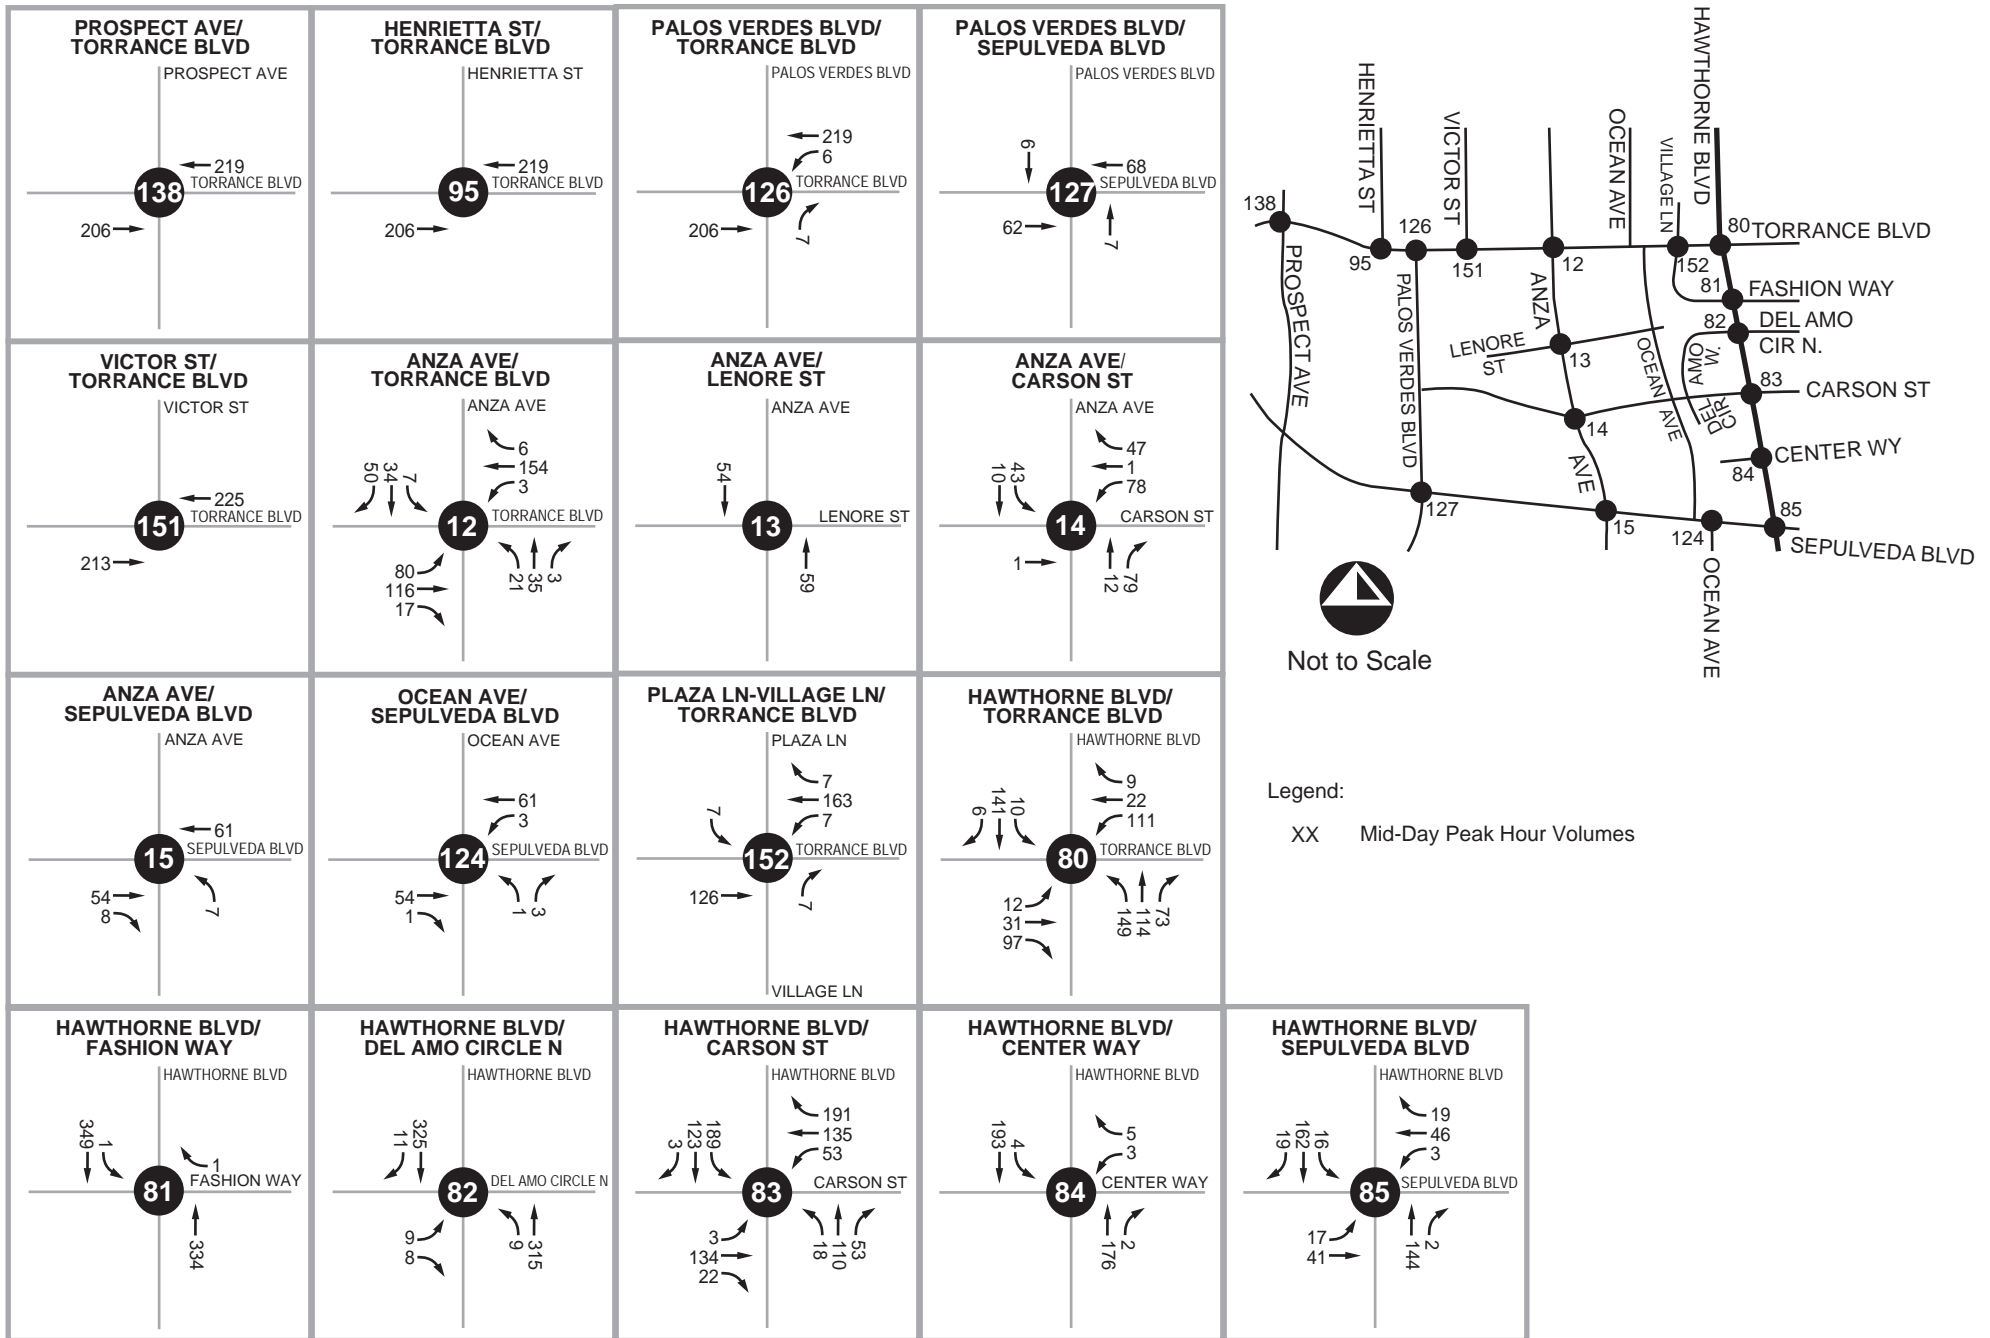 PROSPECT AVE/
TORRANCE BLVD
PROSPECT AVE
219
TORRANCE BLVD
138
206
HENRIETTA ST/
TORRANCE BLVD
HENRIETTA ST
219
TORRANCE BLVD
95
206
PALOS VERDES BLVD/
TORRANCE BLVD
PALOS VERDES BLVD
219
6
TORRANCE BLVD
126
206
7
PALOS VERDES BLVD/
SEPULVEDA BLVD
PALOS VERDES BLVD
6
68
SEPULVEDA BLVD
127
62
7
VICTOR ST/
TORRANCE BLVD
VICTOR ST
225
TORRANCE BLVD
151
213
ANZA AVE/
TORRANCE BLVD
ANZA AVE
50 34 7
6
154
3
TORRANCE BLVD
12
80
116
17
21 35 3
ANZA AVE/
LENORE ST
ANZA AVE
54
13
LENORE ST
59
ANZA AVE/
CARSON ST
ANZA AVE
10 43
47
1
78
CARSON ST
14
1
12 79
ANZA AVE/
SEPULVEDA BLVD
ANZA AVE
61
SEPULVEDA BLVD
15
54
8
7
OCEAN AVE/
SEPULVEDA BLVD
OCEAN AVE
61
3
SEPULVEDA BLVD
124
54
1
1 3
PLAZA LN-VILLAGE LN/
TORRANCE BLVD
PLAZA LN
7
7
163
7
TORRANCE BLVD
152
126
7
VILLAGE LN
HAWTHORNE BLVD/
TORRANCE BLVD
HAWTHORNE BLVD
6 141 10
9
22
111
TORRANCE BLVD
80
12
31
97
149 114 73
HAWTHORNE BLVD/
FASHION WAY
HAWTHORNE BLVD
349 1
1
FASHION WAY
81
334
HAWTHORNE BLVD/
DEL AMO CIRCLE N
HAWTHORNE BLVD
11 325
DEL AMO CIRCLE N
82
9
8
9 315
HAWTHORNE BLVD/
CARSON ST
HAWTHORNE BLVD
3 123 189
191
135
53
CARSON ST
83
3
134
22
18 110 53
HAWTHORNE BLVD/
CENTER WAY
HAWTHORNE BLVD
193 4
5
3
CENTER WAY
84
176 2
HAWTHORNE BLVD/
SEPULVEDA BLVD
HAWTHORNE BLVD
19 162 16
19
46
3
SEPULVEDA BLVD
85
17
41
144 2
HENRIETTA ST
VICTOR ST
OCEAN AVE
VILLAGE LN
HAWTHORNE BLVD
138
126
80 TORRANCE BLVD
95
151
12
152
81
FASHION WAY
82
DEL AMO
CIR N.
PROSPECT AVE
PALOS VERDES BLVD
ANZA
LENORE
ST
13
OCEAN AVE
DEL AMO
CIR W.
83
CARSON ST
14
AVE
84
CENTER WY
127
15
124
85
SEPULVEDA BLVD
OCEAN AVE
Not to Scale
Legend:
XX Mid-Day Peak Hour Volumes